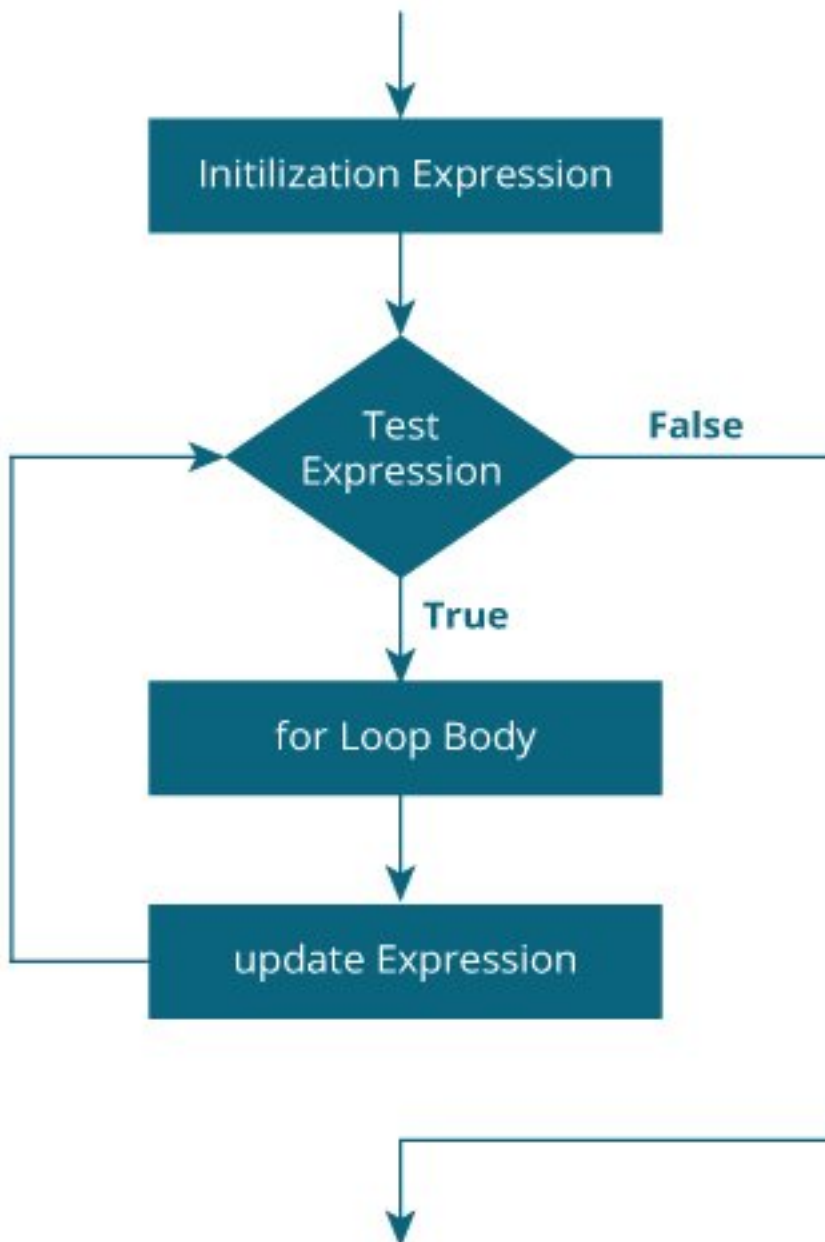 Initilization Expression
Test
Expression
False
True
for Loop Body
update Expression